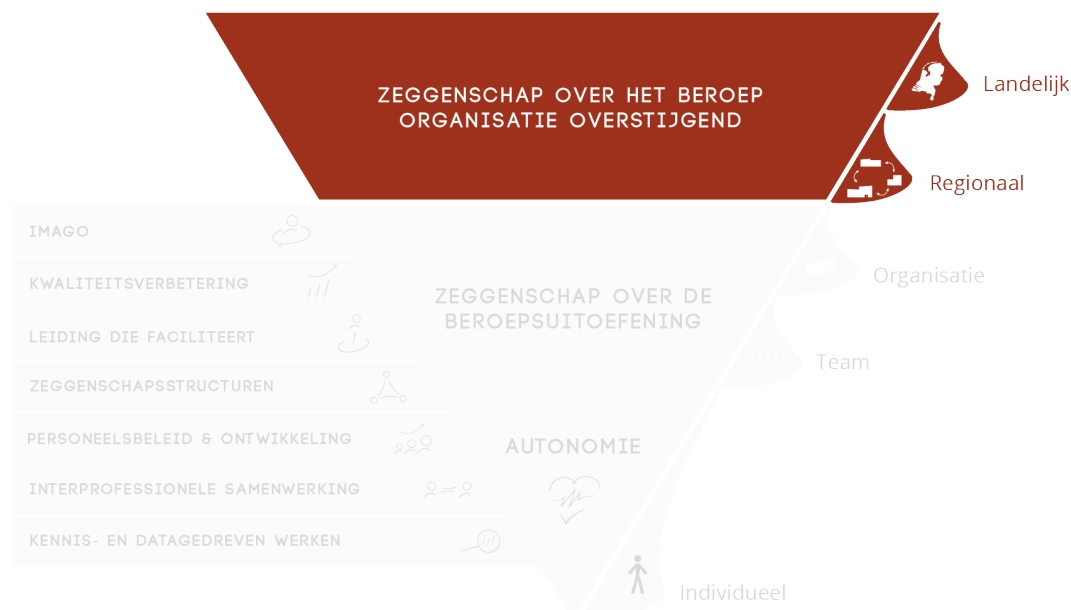 ZEGGENSCHAP OVER HET BEROEP
ORGANISATIE OVERSTIJGEND
Landelijk
Regionaal
IMAGO
KWALITEITSVERBETERING
LEIDING DIE FACILITEERT
ZEGGENSCHAPSSTRUCTUREN
PERSONEELSBELEID & ONTWIKKELING
INTERPROFESSIONELE SAMENWERKING
KENNIS- EN DATAGEDREVEN WERKEN
ZEGGENSCHAP OVER DE
BEROEPSUITOEFENING
AUTONOMIE
Organisatie
Team
Individueel